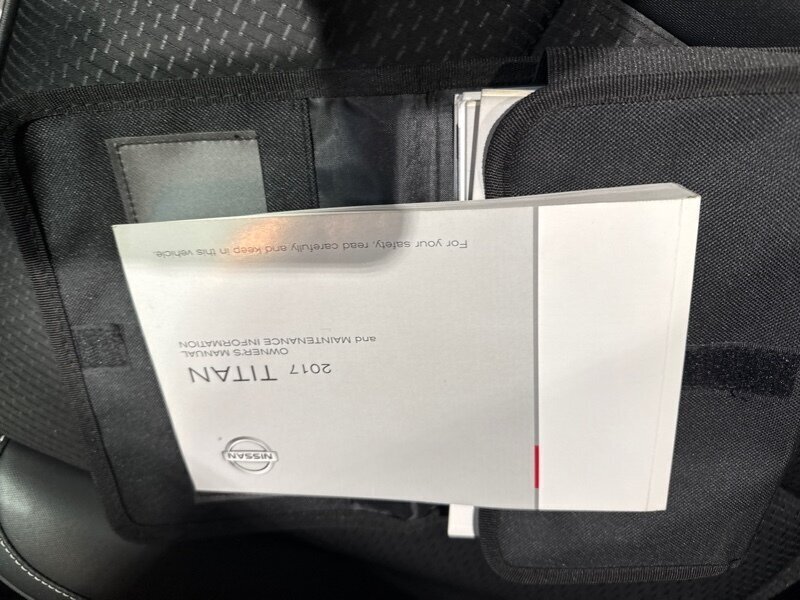 NISSAN
2017 TITAN
OWNER'S MANUAL
and MAINTENANCE INFORMATION
For your safety, read carefully and keep in this vehicle.